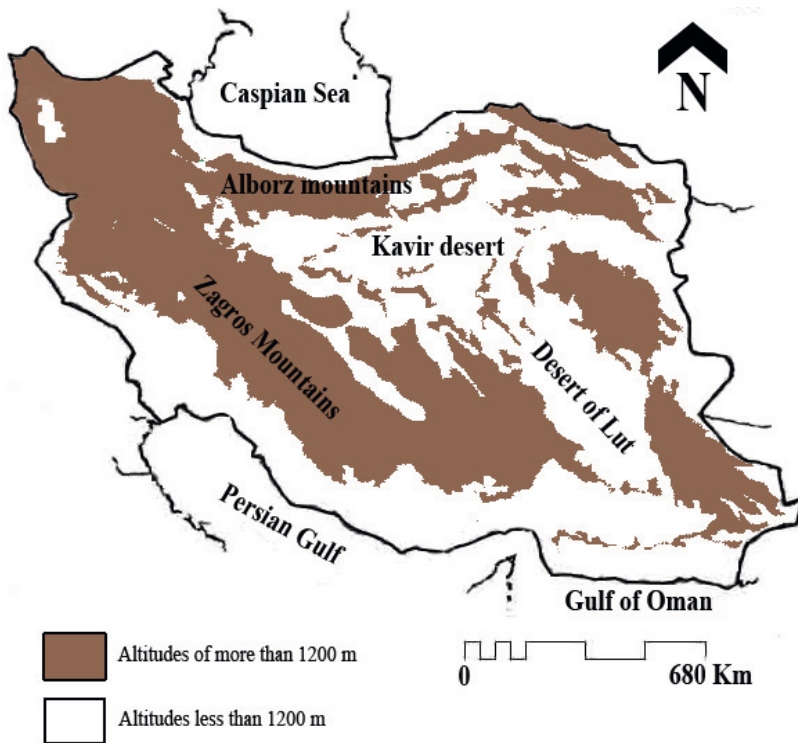 Caspian Sea
N
Alborz mountains
Kavir desert
Zagros Mountains
Desert of Lut
Persian Gulf
Gulf of Oman
Altitudes of more than 1200 m
0 680 Km
Altitudes less than 1200 m